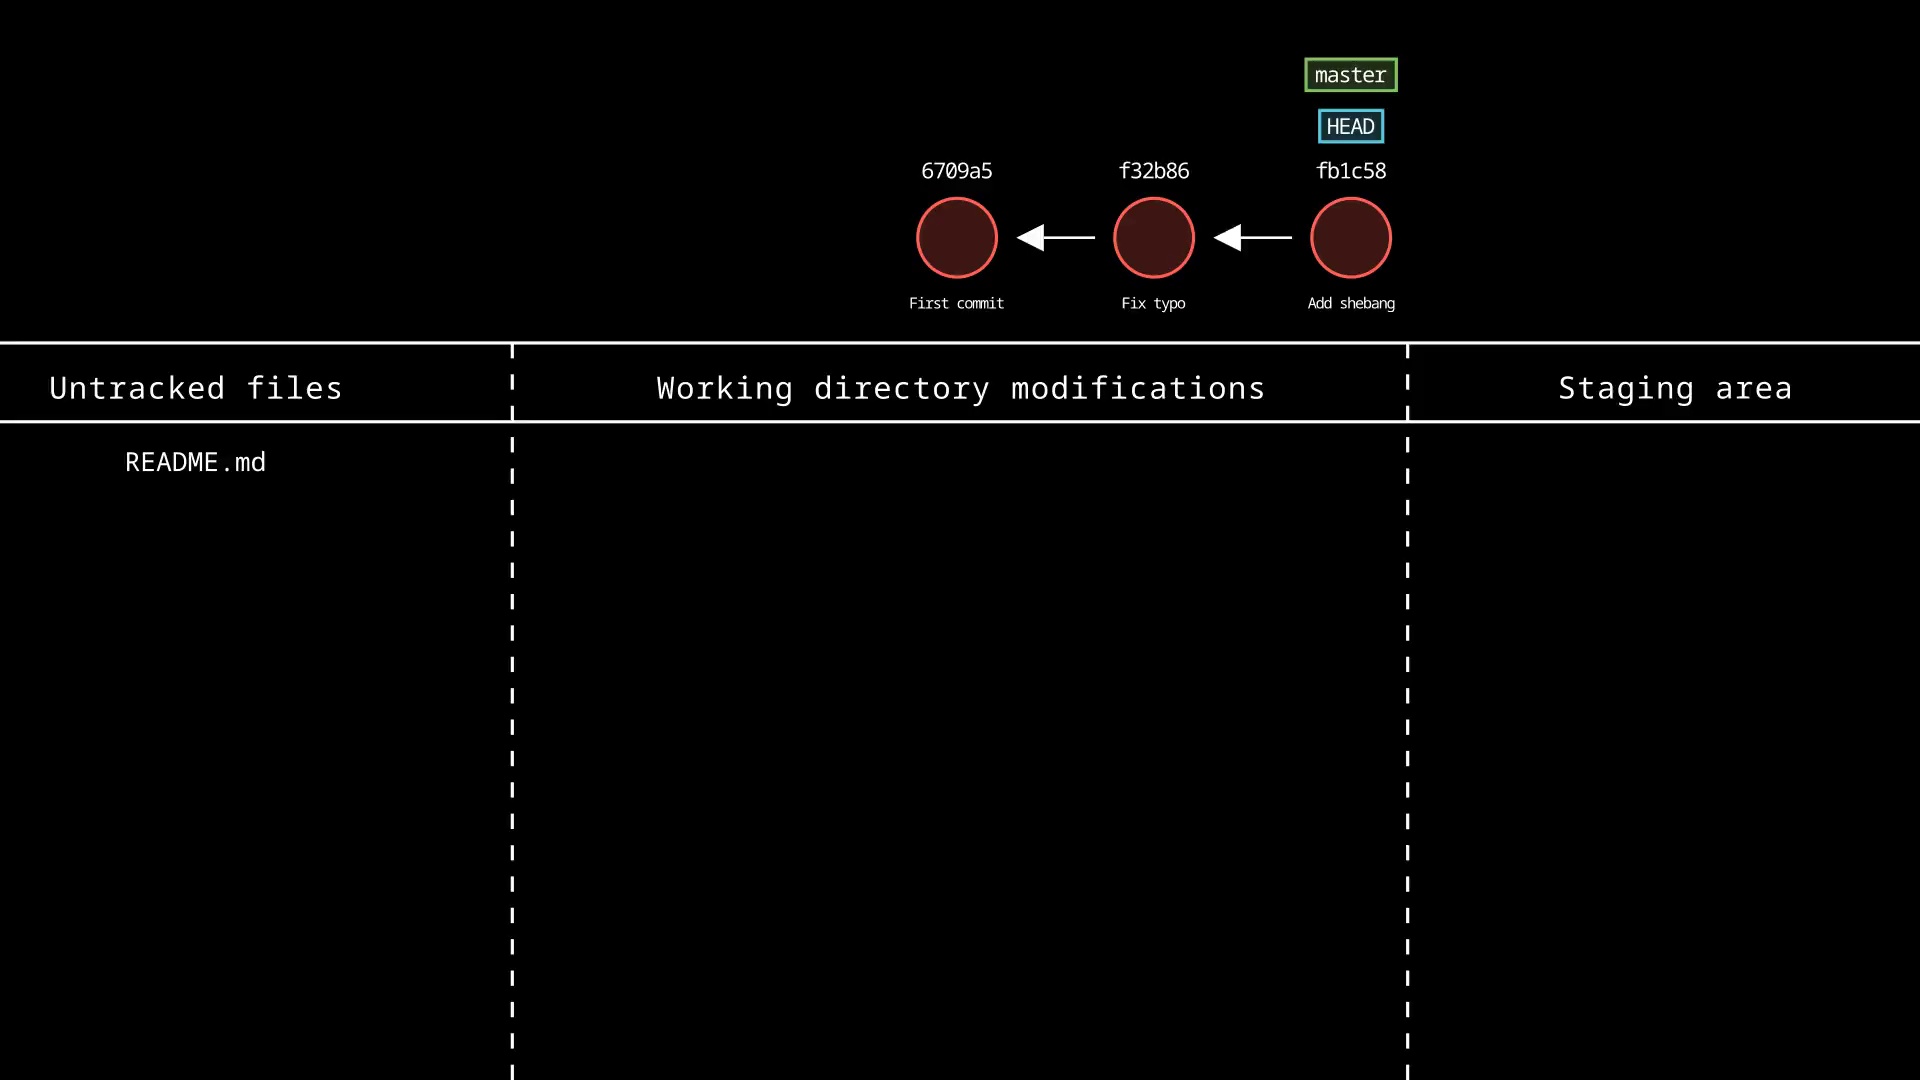 master
HEAD
6709a5 f32b86 fb1c58
First commit Fix typo Add shebang
Untracked files Working directory modifications Staging area
README.md